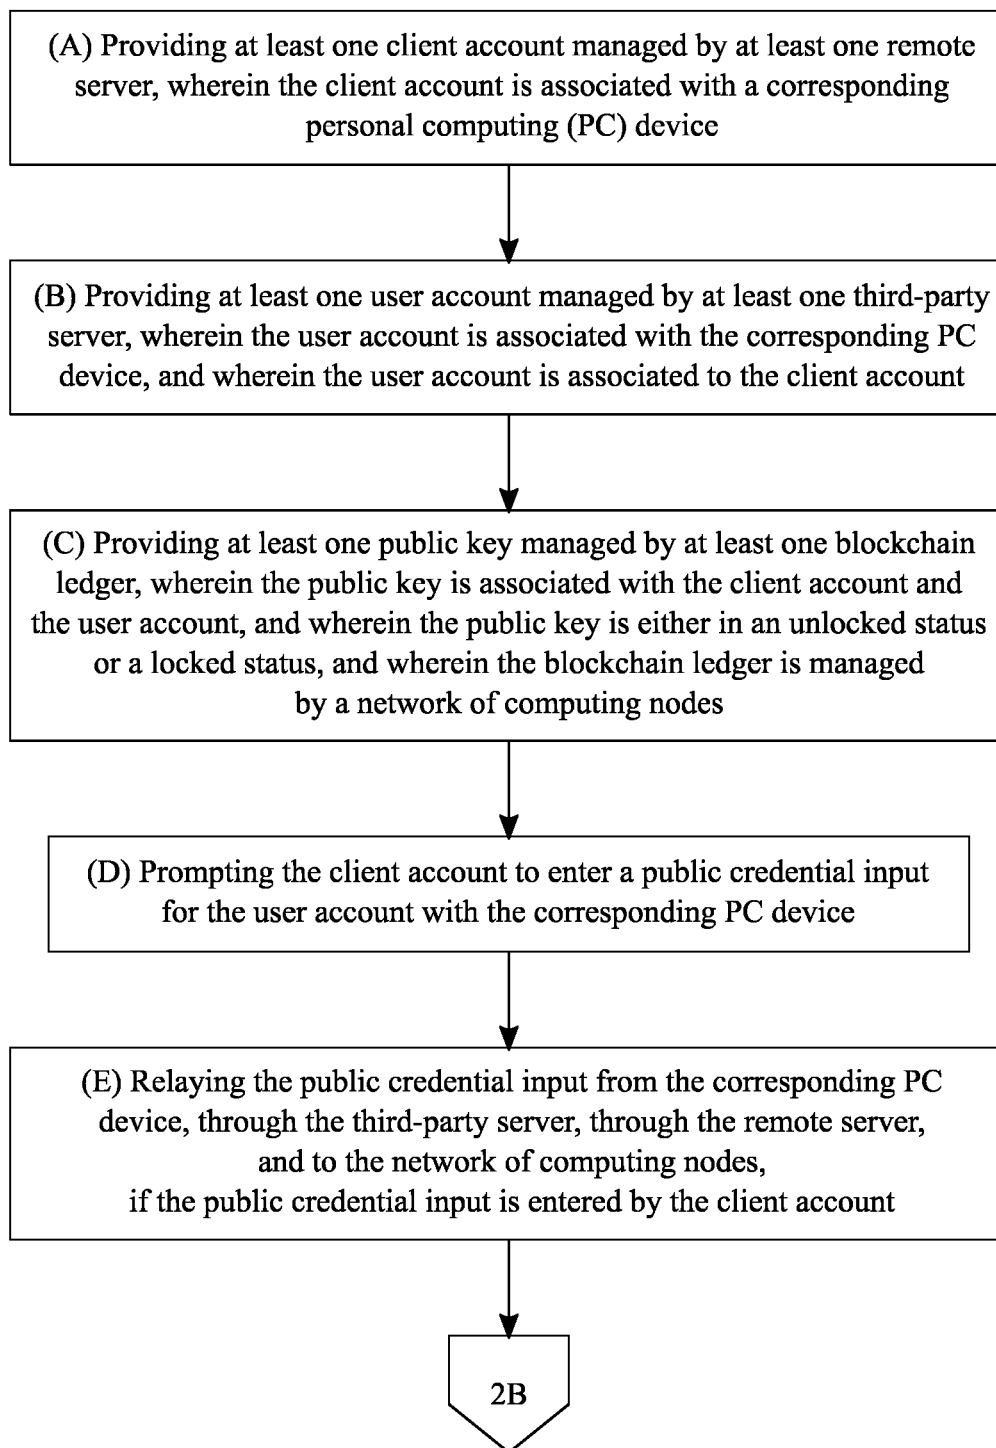 (A) Providing at least one client account managed by at least one remote
server, wherein the client account is associated with a corresponding
personal computing (PC) device
(B) Providing at least one user account managed by at least one third-party
server, wherein the user account is associated with the corresponding PC
device, and wherein the user account is associated to the client account
(C) Providing at least one public key managed by at least one blockchain
ledger, wherein the public key is associated with the client account and
the user account, and wherein the public key is either in an unlocked status
or a locked status, and wherein the blockchain ledger is managed
by a network of computing nodes
(D) Prompting the client account to enter a public credential input
for the user account with the corresponding PC device
(E) Relaying the public credential input from the corresponding PC
device, through the third-party server, through the remote server,
and to the network of computing nodes,
if the public credential input is entered by the client account
2B